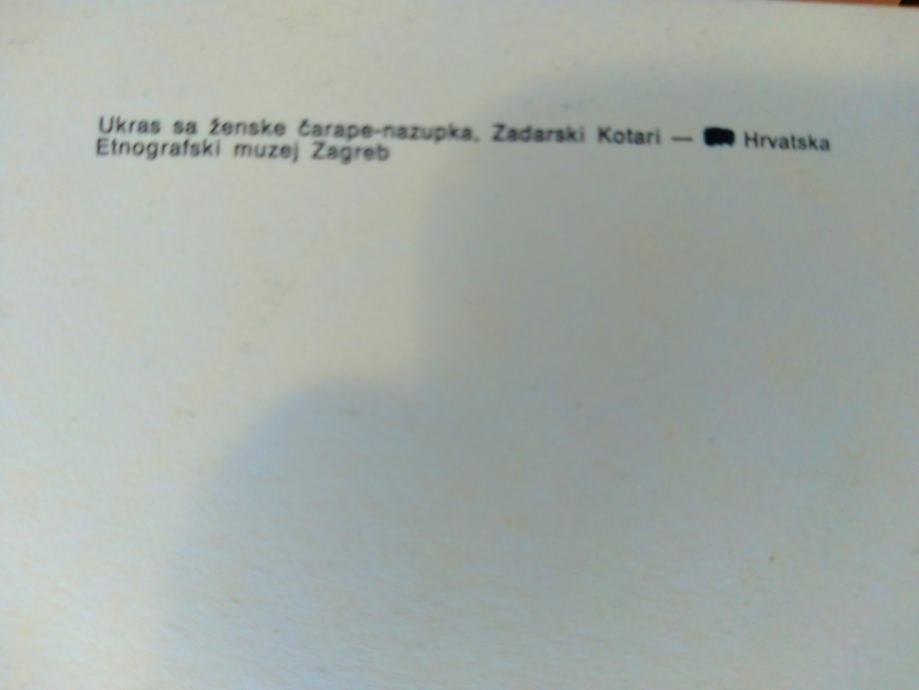 Ukras sa ženske čarape-nazupka, Zadarski Kotari — Hrvatska
Etnografski muzej Zagreb